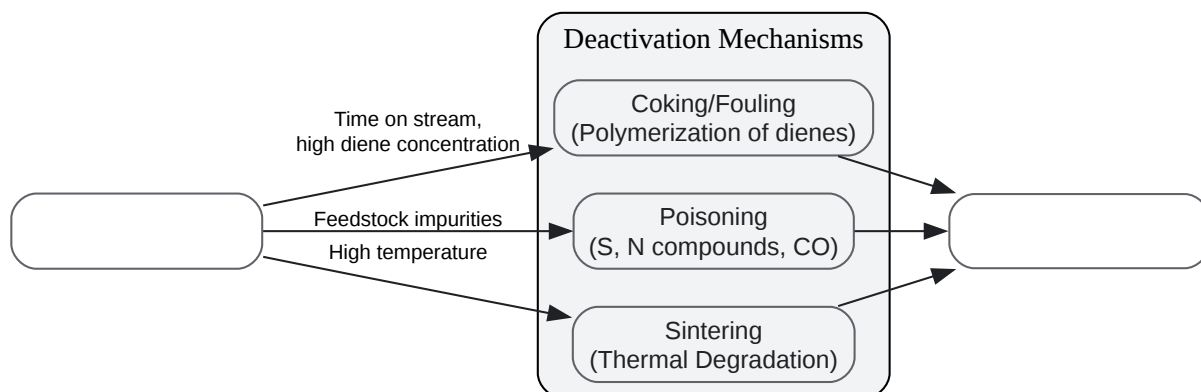 Deactivation Mechanisms
Coking/Fouling
(Polymerization of dienes)
Time on stream,
high diene concentration
Feedstock impurities
Poisoning
(S, N compounds, CO)
High temperature
Sintering
(Thermal Degradation)